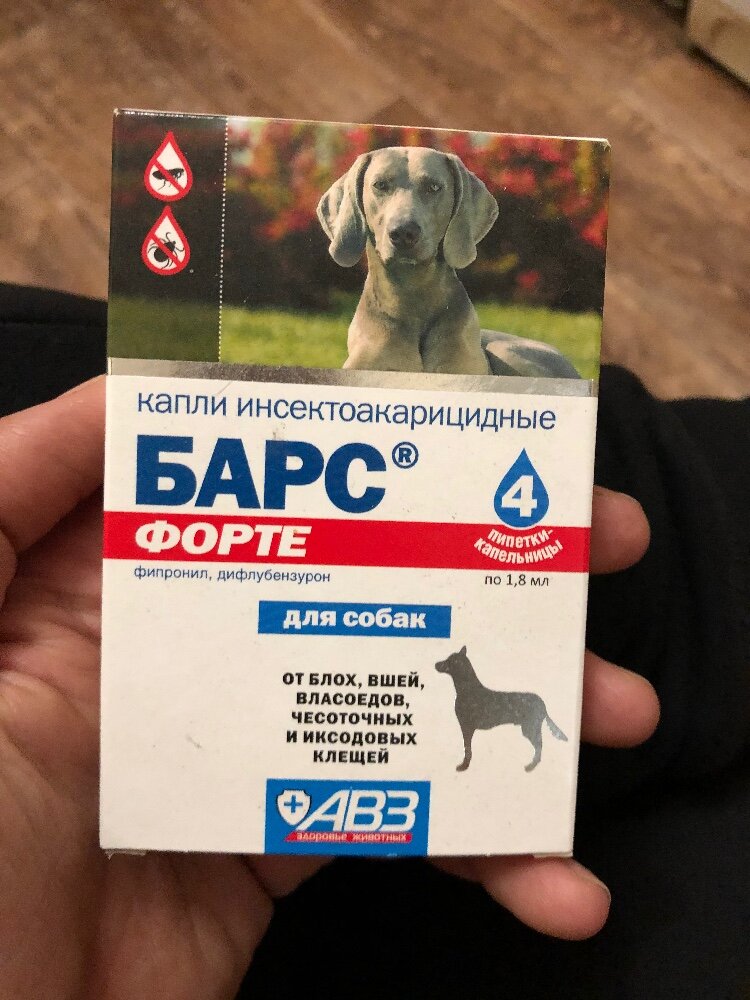 капли инсектоакарицидные
БАРС®
ФОРТЕ
фипронил, дифлубензурон
4
пипетки-
капельницы
по 1,8 мл
для собак
ОТ БЛОХ, ВШЕЙ,
ВЛАСОЕДОВ,
ЧЕСОТОЧНЫХ
И ИКСОДОВЫХ
КЛЕЩЕЙ
АВЗ
здоровье животных